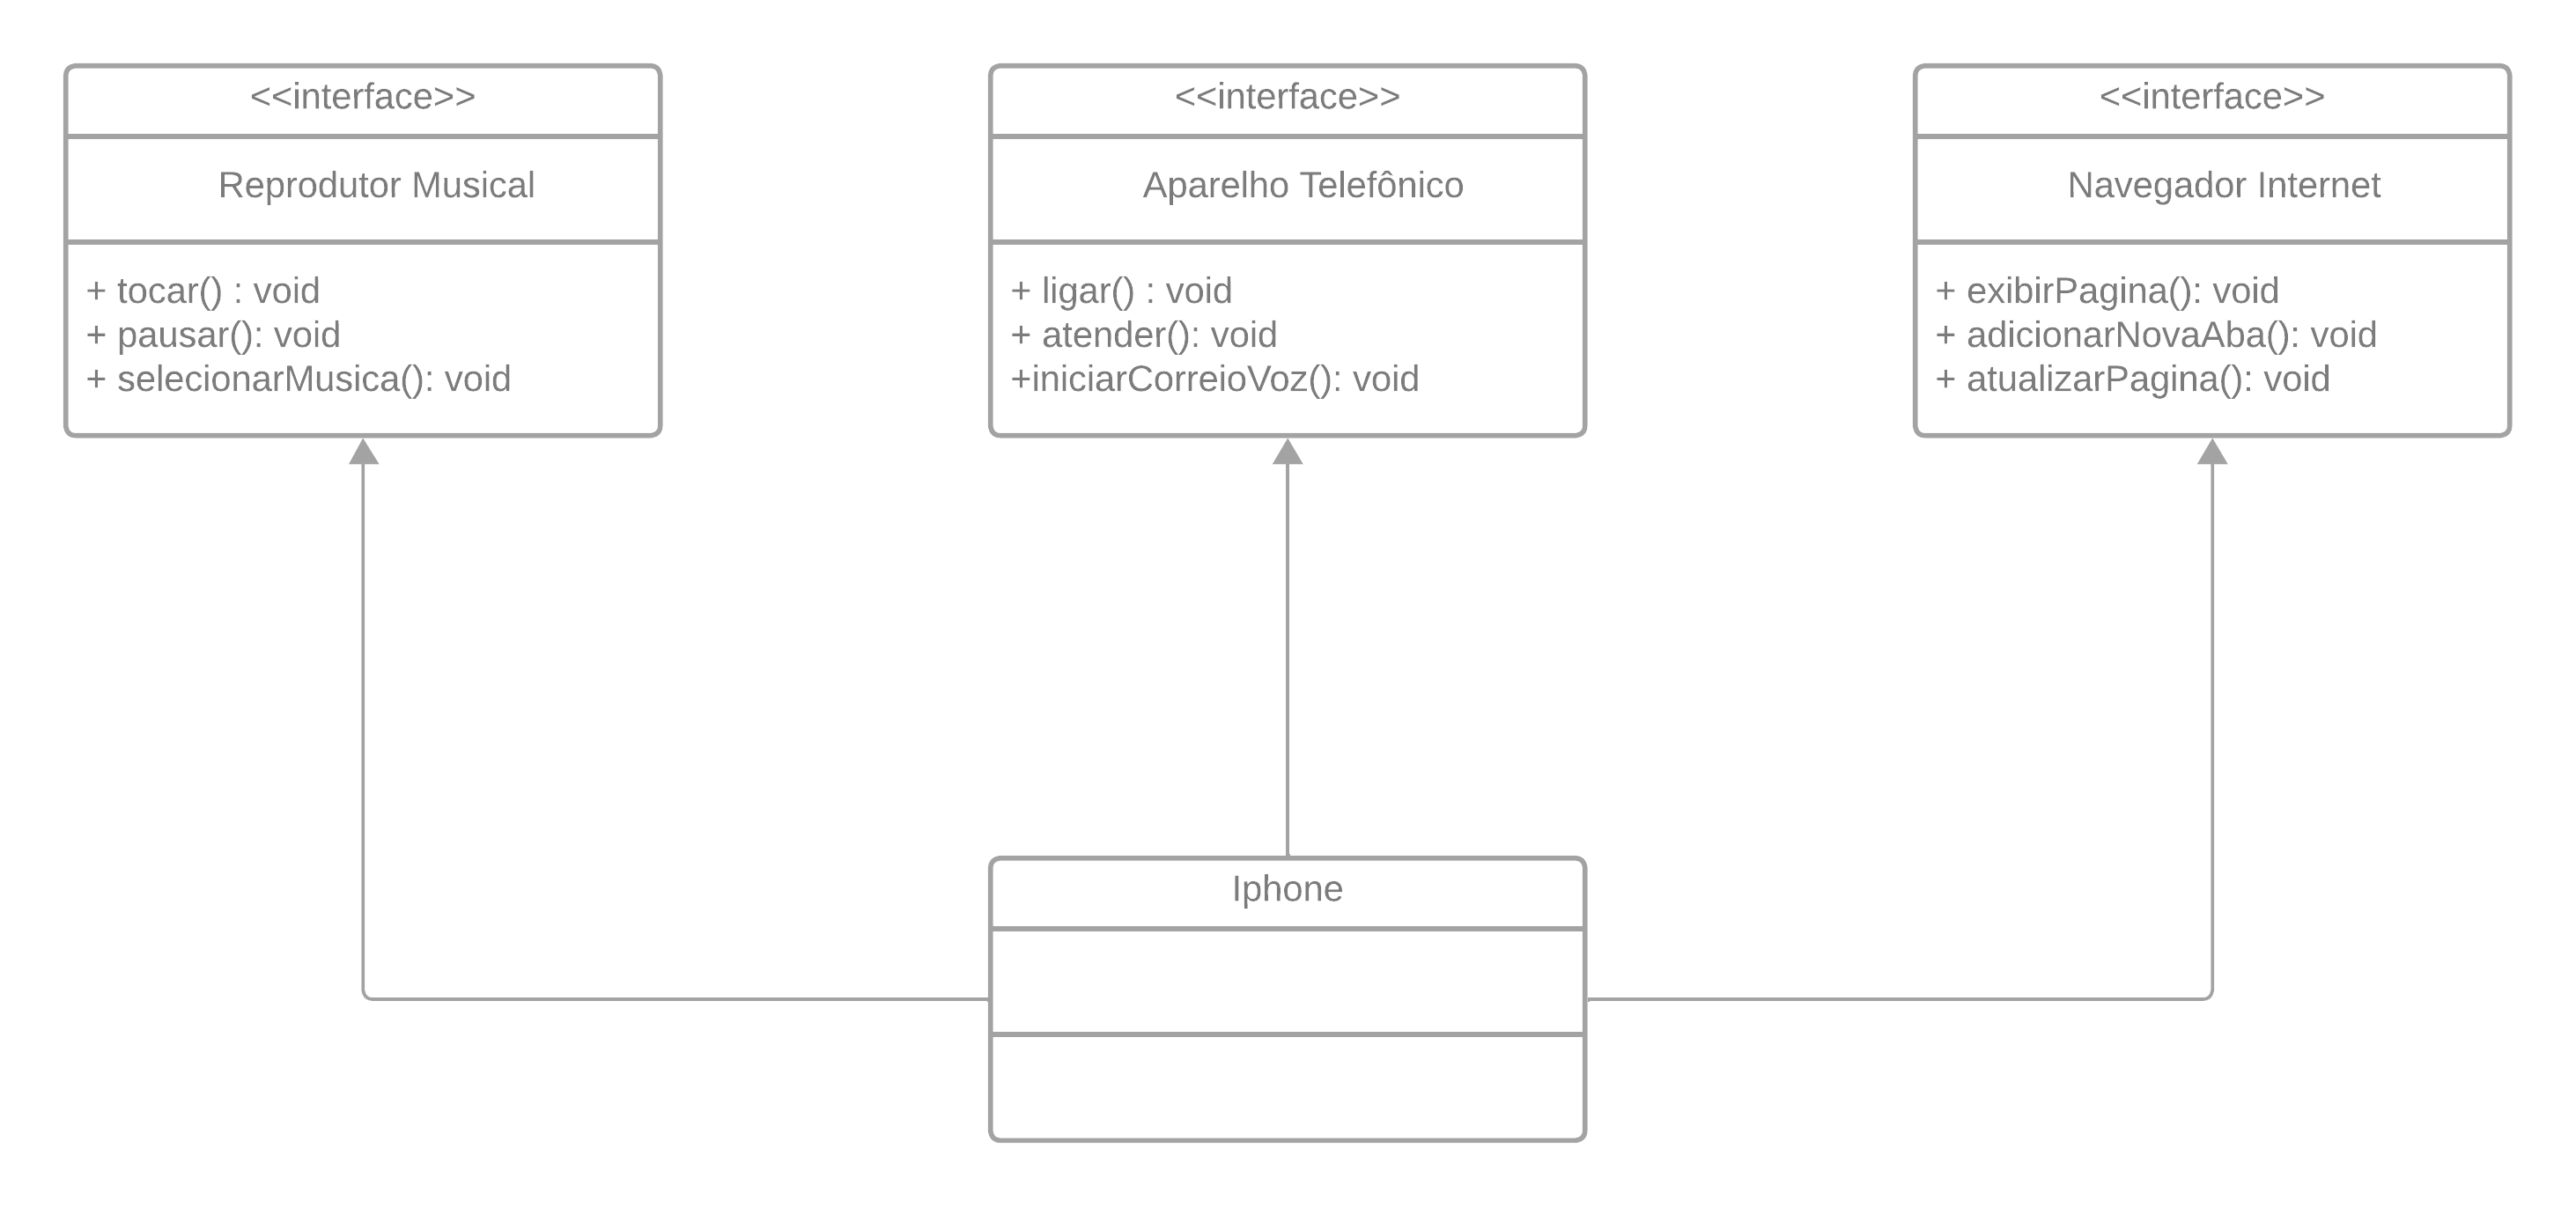 <<interface>>
Reprodutor Musical
+ tocar() : void
+ pausar(): void
+ selecionarMusica(): void
<<interface>>
Aparelho Telefônico
+ ligar() : void
+ atender(): void
+iniciarCorreioVoz(): void
<<interface>>
Navegador Internet
+ exibirPagina(): void
+ adicionarNovaAba(): void
+ atualizarPagina(): void
Iphone